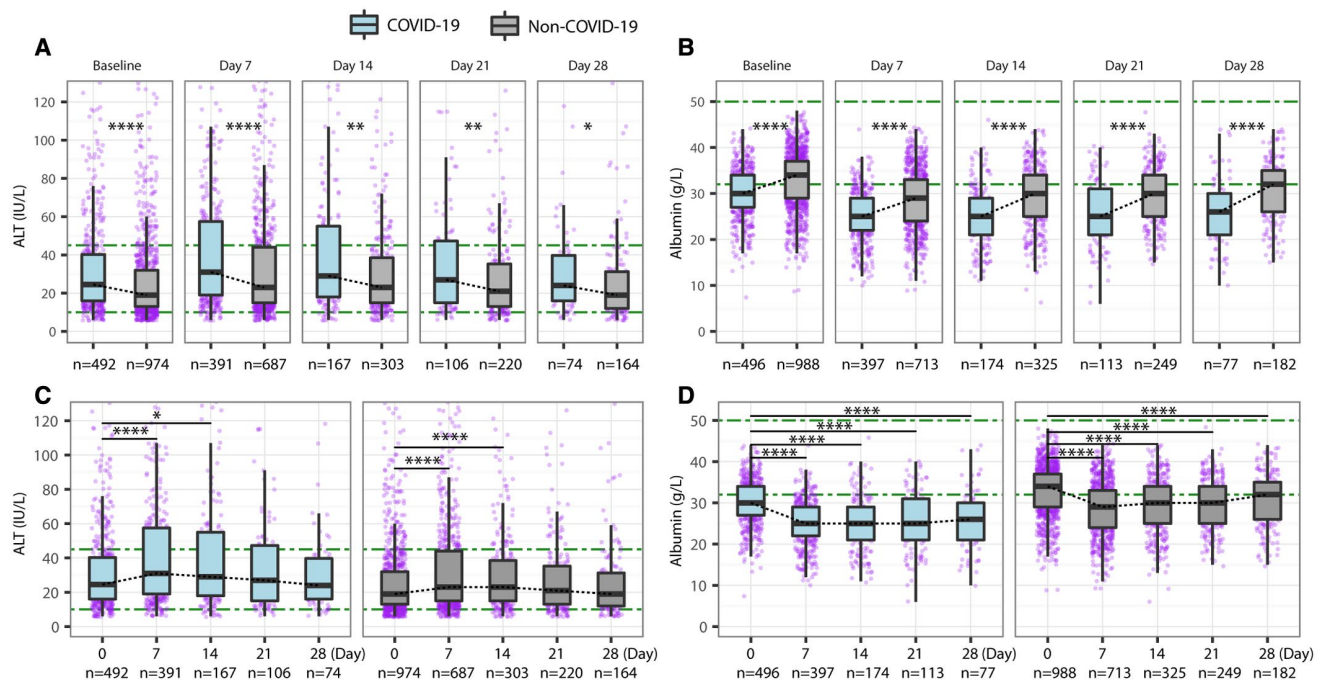 COVID-19 Non-COVID-19
A
Baseline Day 7 Day 14 Day 21 Day 28
ALT (IU/L)
120
100
80
60
40
20
0
**** **** ** ** *
n=492 n=974 n=391 n=687 n=167 n=303 n=106 n=220 n=74 n=164
B
Baseline Day 7 Day 14 Day 21 Day 28
Albumin (g/L)
50
40
30
20
10
0
**** **** **** **** ****
n=496 n=988 n=397 n=713 n=174 n=325 n=113 n=249 n=77 n=182
C
ALT (IU/L)
120
100
80
60
40
20
0
*
****
****
****
0 7 14 21 28 (Day) 0 7 14 21 28 (Day)
n=492 n=391 n=167 n=106 n=74 n=974 n=687 n=303 n=220 n=164
D
Albumin (g/L)
50
40
30
20
10
0
**** ****
**** ****
**** ****
**** ****
0 7 14 21 28 (Day) 0 7 14 21 28 (Day)
n=496 n=397 n=174 n=113 n=77 n=988 n=713 n=325 n=249 n=182